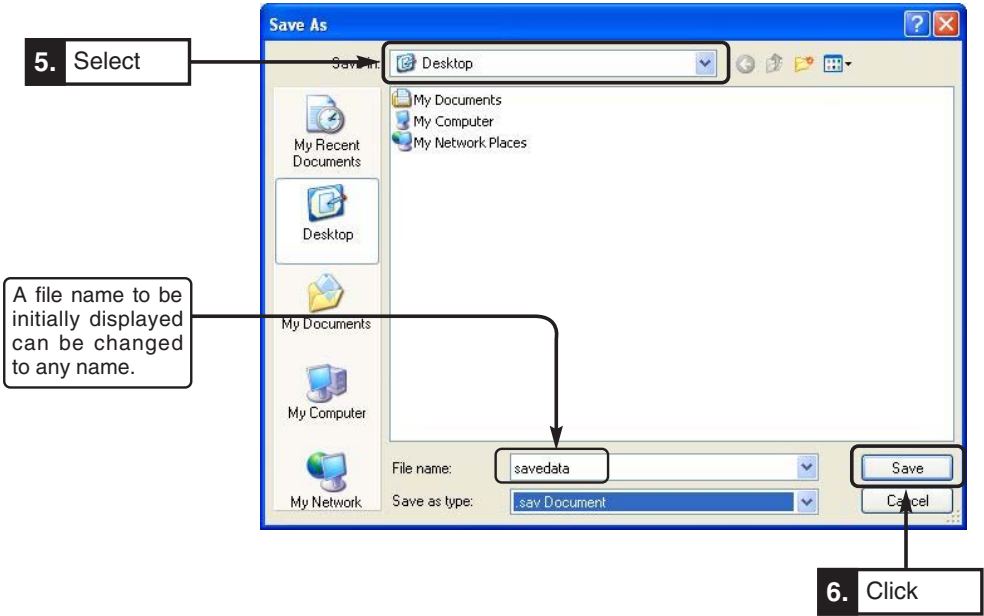 Save As
5. Select
Save in:
Desktop
My Documents
My Computer
My Network Places
My Recent
Documents
Desktop
A file name to be
initially displayed
can be changed
to any name.
My Documents
My Computer
My Network
File name:
savedata
Save
Save as type:
.sav Document
Cancel
6. Click